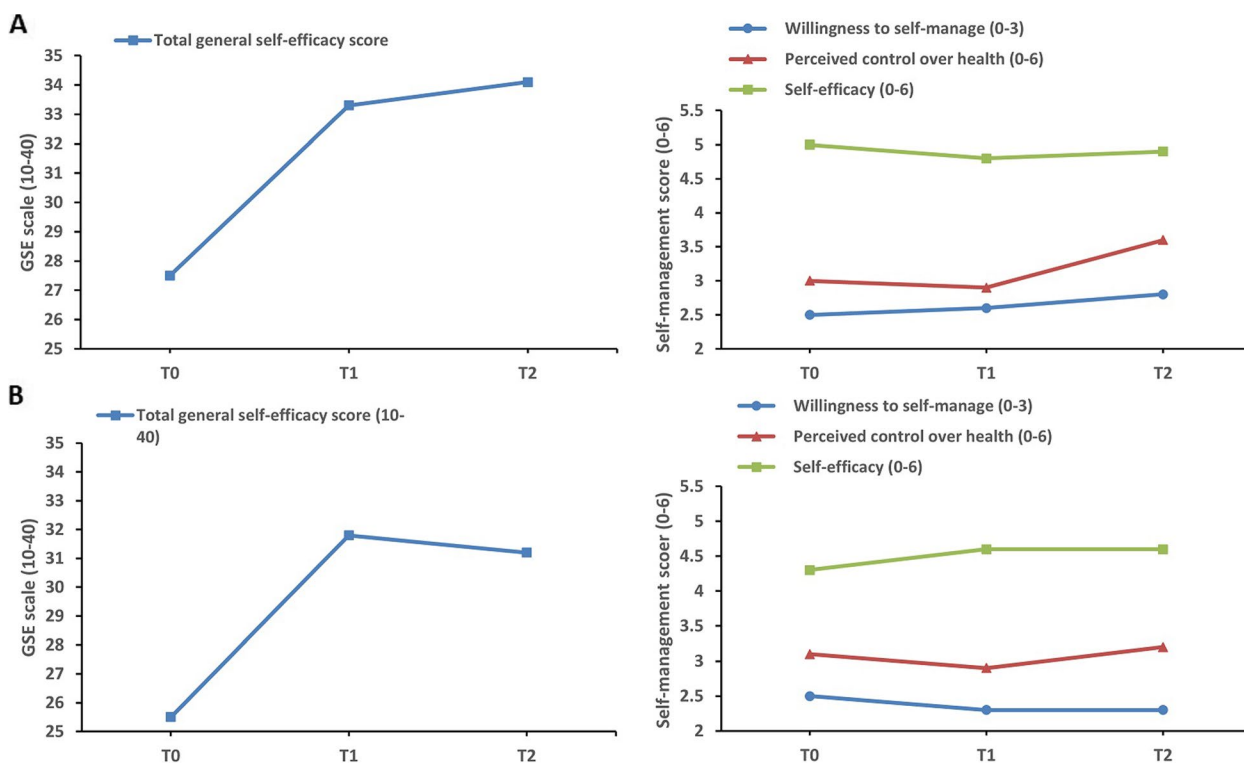 A
Total general self-efficacy score
35
34
33
32
31
30
29
28
27
26
25
GSE scale (10-40)
T0
T1
T2
Willingness to self-manage (0-3)
Perceived control over health (0-6)
Self-efficacy (0-6)
5.5
5
4.5
4
3.5
3
2.5
2
Self-management score (0-6)
T0
T1
T2
B
Total general self-efficacy score (10-
40)
35
34
33
32
31
30
29
28
27
26
25
GSE scale (10-40)
T0
T1
T2
Willingness to self-manage (0-3)
Perceived control over health (0-6)
Self-efficacy (0-6)
5.5
5
4.5
4
3.5
3
2.5
2
Self-management scoer (0-6)
T0
T1
T2